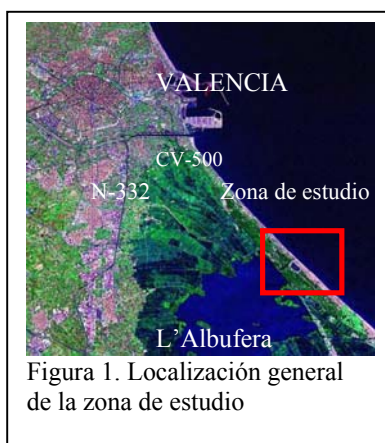 VALENCIA
CV-500
N-332 Zona de estudio
L'Albufera
Figura 1. Localización general
de la zona de estudio